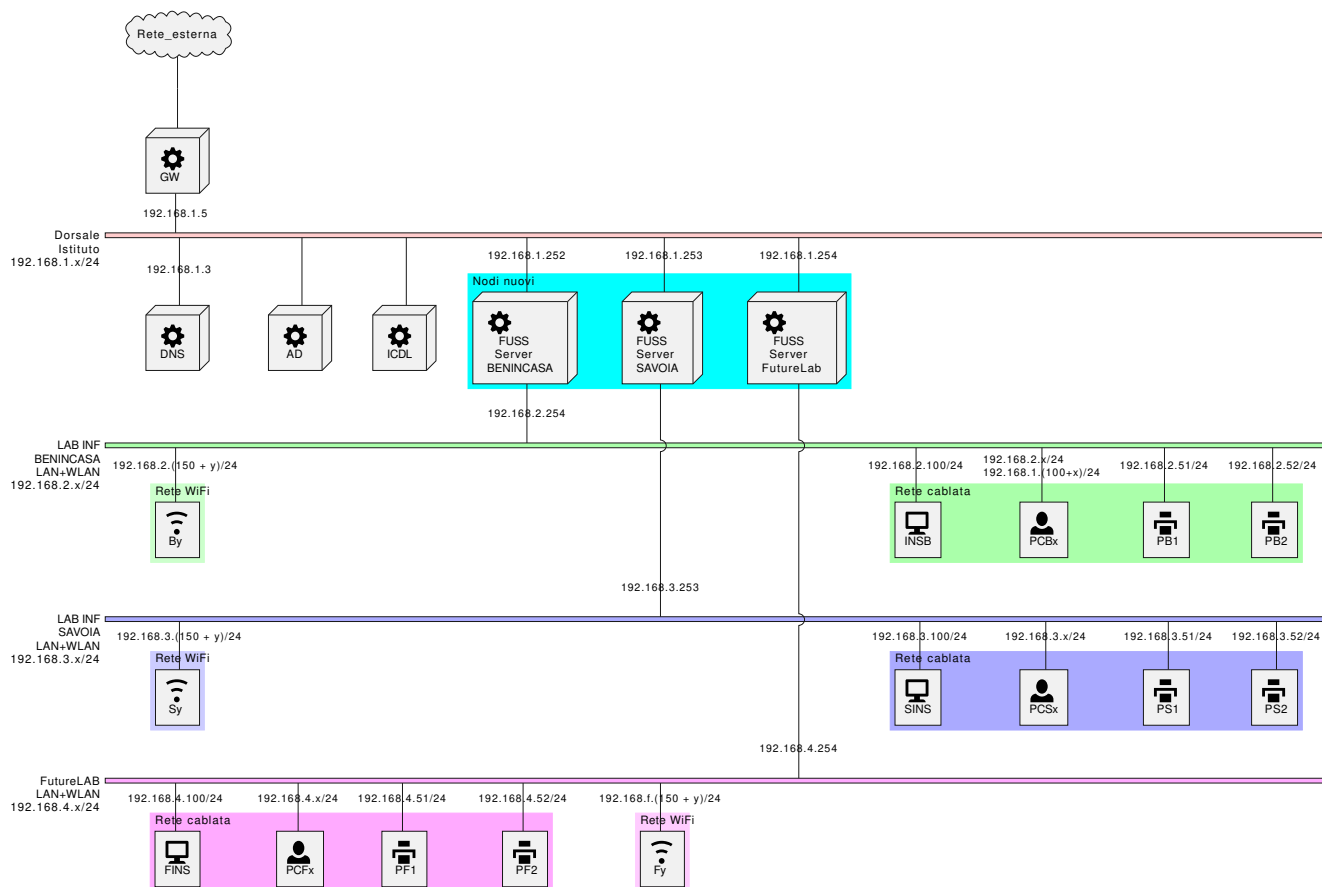 Rete_esterna
GW
192.168.1.5
Dorsale
Istituto
192.168.1.x/24
192.168.1.3
192.168.1.252
192.168.1.253
192.168.1.254
Nodi nuovi
DNS
AD
ICDL
FUSS
Server
BENINCASA
FUSS
Server
SAVOIA
FUSS
Server
FutureLab
192.168.2.254
LAB INF
BENINCASA
LAN+WLAN
192.168.2.x/24
192.168.2.(150 + y)/24
192.168.2.100/24
192.168.2.x/24
192.168.1.(100+x)/24
192.168.2.51/24
192.168.2.52/24
Rete WiFi
By
Rete cablata
INSB
PCBx
PB1
PB2
192.168.3.253
LAB INF
SAVOIA
LAN+WLAN
192.168.3.x/24
192.168.3.(150 + y)/24
192.168.3.100/24
192.168.3.x/24
192.168.3.51/24
192.168.3.52/24
Rete WiFi
Sy
Rete cablata
SINS
PCSx
PS1
PS2
192.168.4.254
FutureLAB
LAN+WLAN
192.168.4.x/24
192.168.4.100/24
192.168.4.x/24
192.168.4.51/24
192.168.4.52/24
192.168.f.(150 + y)/24
Rete cablata
FINS
PCFx
PF1
PF2
Rete WiFi
Fy